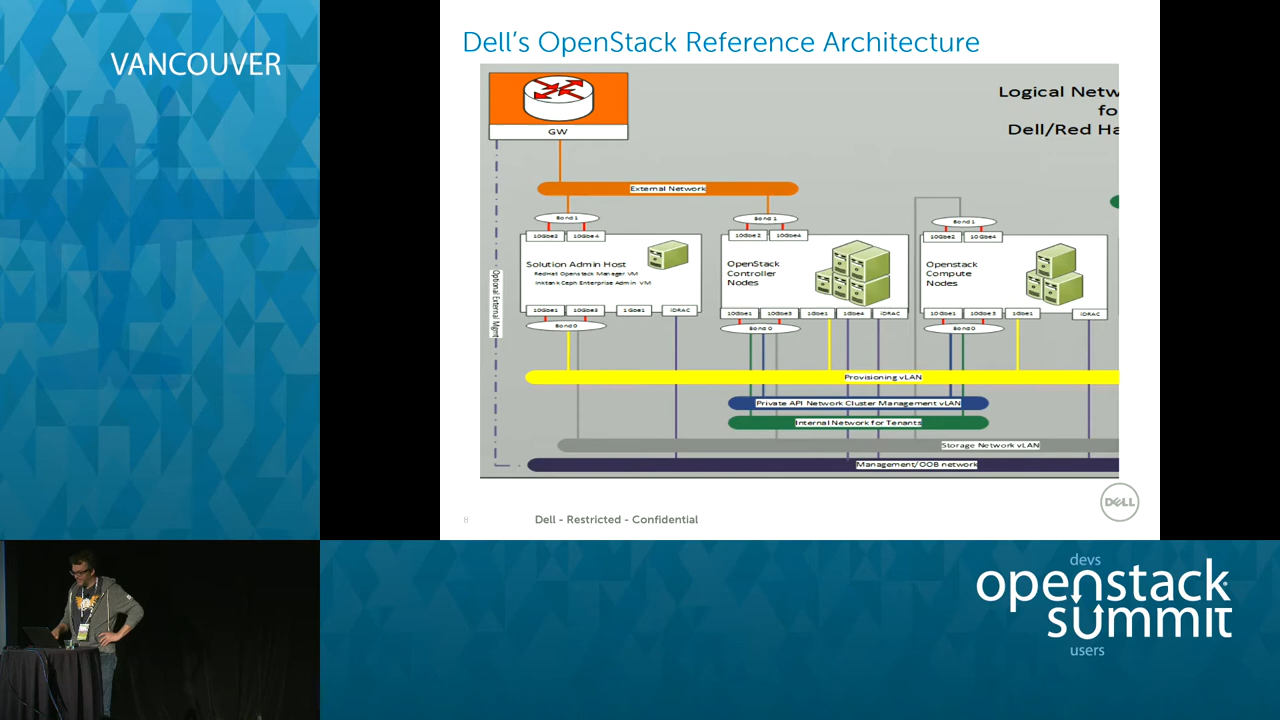 VANCOUVER
Dell's OpenStack Reference Architecture
Logical Netw
fo
Dell/Red Ha
GW
External Network
Bond 1
Bond 1
Bond 1
10Gbe2 10Gbe4
10Gbe2 10Gbe4
10Gbe2 10Gbe4
Solution Admin Host
RedHat Openstack Manager VM
Inktank Ceph Enterprise Admin VM
OpenStack
Controller
Nodes
Openstack
Compute
Nodes
Optional External Mgmt
10Gbe1 10Gbe3 1Gbe1 iDRAC
10Gbe1 10Gbe3 1Gbe1 1Gbe4 iDRAC
10Gbe1 10Gbe3 1Gbe1 iDRAC
Bond 0
Bond 0
Bond 0
Provisioning vLAN
Private API Network Cluster Management vLAN
Internal Network for Tenants
Storage Network vLAN
Management/OOB network
DELL
8
Dell - Restricted - Confidential
devs
openstack
summit
users